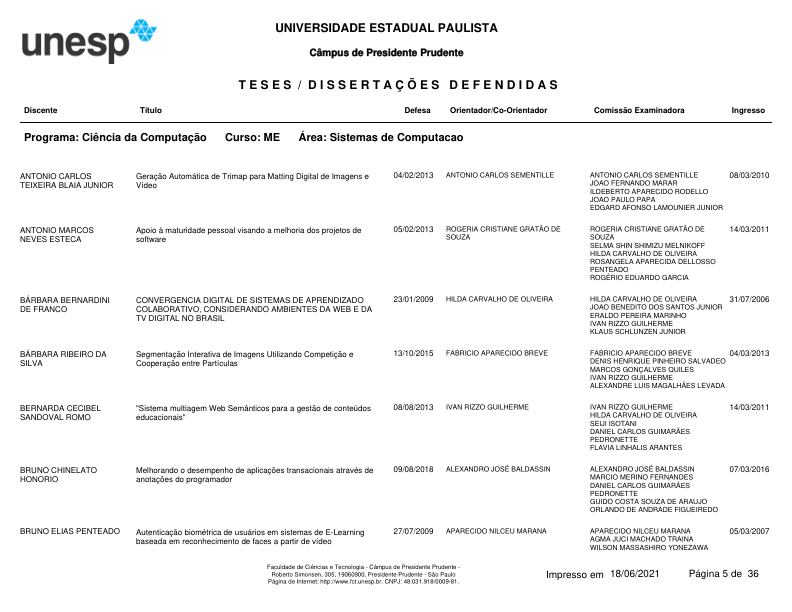 unesp
UNIVERSIDADE ESTADUAL PAULISTA
Câmpus de Presidente Prudente
TESES / DISSERTAÇÕES DEFENDIDAS
Discente Título Defesa Orientador/Co-Orientador Comissão Examinadora Ingresso
Programa: Ciência da Computação Curso: ME Área: Sistemas de Computacao
ANTONIO CARLOS TEIXEIRA BLAIA JUNIOR
Geração Automática de Trimap para Matting Digital de Imagens e
Vídeo
04/02/2013
ANTONIO CARLOS SEMENTILLE
ANTONIO CARLOS SEMENTILLE
JOAO FERNANDO MARAR
ILDEBERTO APARECIDO RODELLO
JOAO PAULO PAPA
EDGARD AFONSO LAMOUNIER JUNIOR
08/03/2010
ANTONIO MARCOS
NEVES ESTECA
Apoio à maturidade pessoal visando a melhoria dos projetos de
software
05/02/2013
ROGERIA CRISTIANE GRATÃO DE
SOUZA
ROGERIA CRISTIANE GRATÃO DE
SOUZA
SELMA SHIN SHIMIZU MELNIKOFF
HILDA CARVALHO DE OLIVEIRA
ROSANGELA APARECIDA DELLOSSO
PENTEADO
ROGÉRIO EDUARDO GARCIA
14/03/2011
BÁRBARA BERNARDINI
DE FRANCO
CONVERGENCIA DIGITAL DE SISTEMAS DE APRENDIZADO
COLABORATIVO, CONSIDERANDO AMBIENTES DA WEB E DA
TV DIGITAL NO BRASIL
23/01/2009
HILDA CARVALHO DE OLIVEIRA
HILDA CARVALHO DE OLIVEIRA
JOAO BENEDITO DOS SANTOS JUNIOR
ERALDO PEREIRA MARINHO
IVAN RIZZO GUILHERME
KLAUS SCHLUNZEN JUNIOR
31/07/2006
BÁRBARA RIBEIRO DA
SILVA
Segmentação Interativa de Imagens Utilizando Competição e
Cooperação entre Partículas
13/10/2015
FABRICIO APARECIDO BREVE
FABRICIO APARECIDO BREVE
DENIS HENRIQUE PINHEIRO SALVADEO
MARCOS GONÇALVES QUILES
IVAN RIZZO GUILHERME
ALEXANDRE LUIS MAGALHÃES LEVADA
04/03/2013
BERNARDA CECIBEL
SANDOVAL ROMO
"Sistema multiagem Web Semânticos para a gestão de conteúdos
educacionais"
08/08/2013
IVAN RIZZO GUILHERME
IVAN RIZZO GUILHERME
HILDA CARVALHO DE OLIVEIRA
SEIJI ISOTANI
DANIEL CARLOS GUIMARÃES
PEDRONETTE
FLAVIA LINHALIS ARANTES
14/03/2011
BRUNO CHINELATO
HONORIO
Melhorando o desempenho de aplicações transacionais através de
anotações do programador
09/08/2018
ALEXANDRO JOSÉ BALDASSIN
ALEXANDRO JOSÉ BALDASSIN
MARCIO MERINO FERNANDES
DANIEL CARLOS GUIMARÃES
PEDRONETTE
GUIDO COSTA SOUZA DE ARAUJO
ORLANDO DE ANDRADE FIGUEIREDO
07/03/2016
BRUNO ELIAS PENTEADO
Autenticação biométrica de usuários em sistemas de E-Learning
baseada em reconhecimento de faces a partir de vídeo
27/07/2009
APARECIDO NILCEU MARANA
APARECIDO NILCEU MARANA
AGMA JUCI MACHADO TRAINA
WILSON MASSASHIRO YONEZAWA
05/03/2007
Faculdade de Ciências e Tecnologia - Câmpus de Presidente Prudente -
Roberto Simonsen, 305, 19060900, Presidente Prudente - São Paulo
Página de Internet: http://www.fct.unesp.br. CNPJ: 48.031.918/0009-81.
Impresso em 18/06/2021 Página 5 de 36